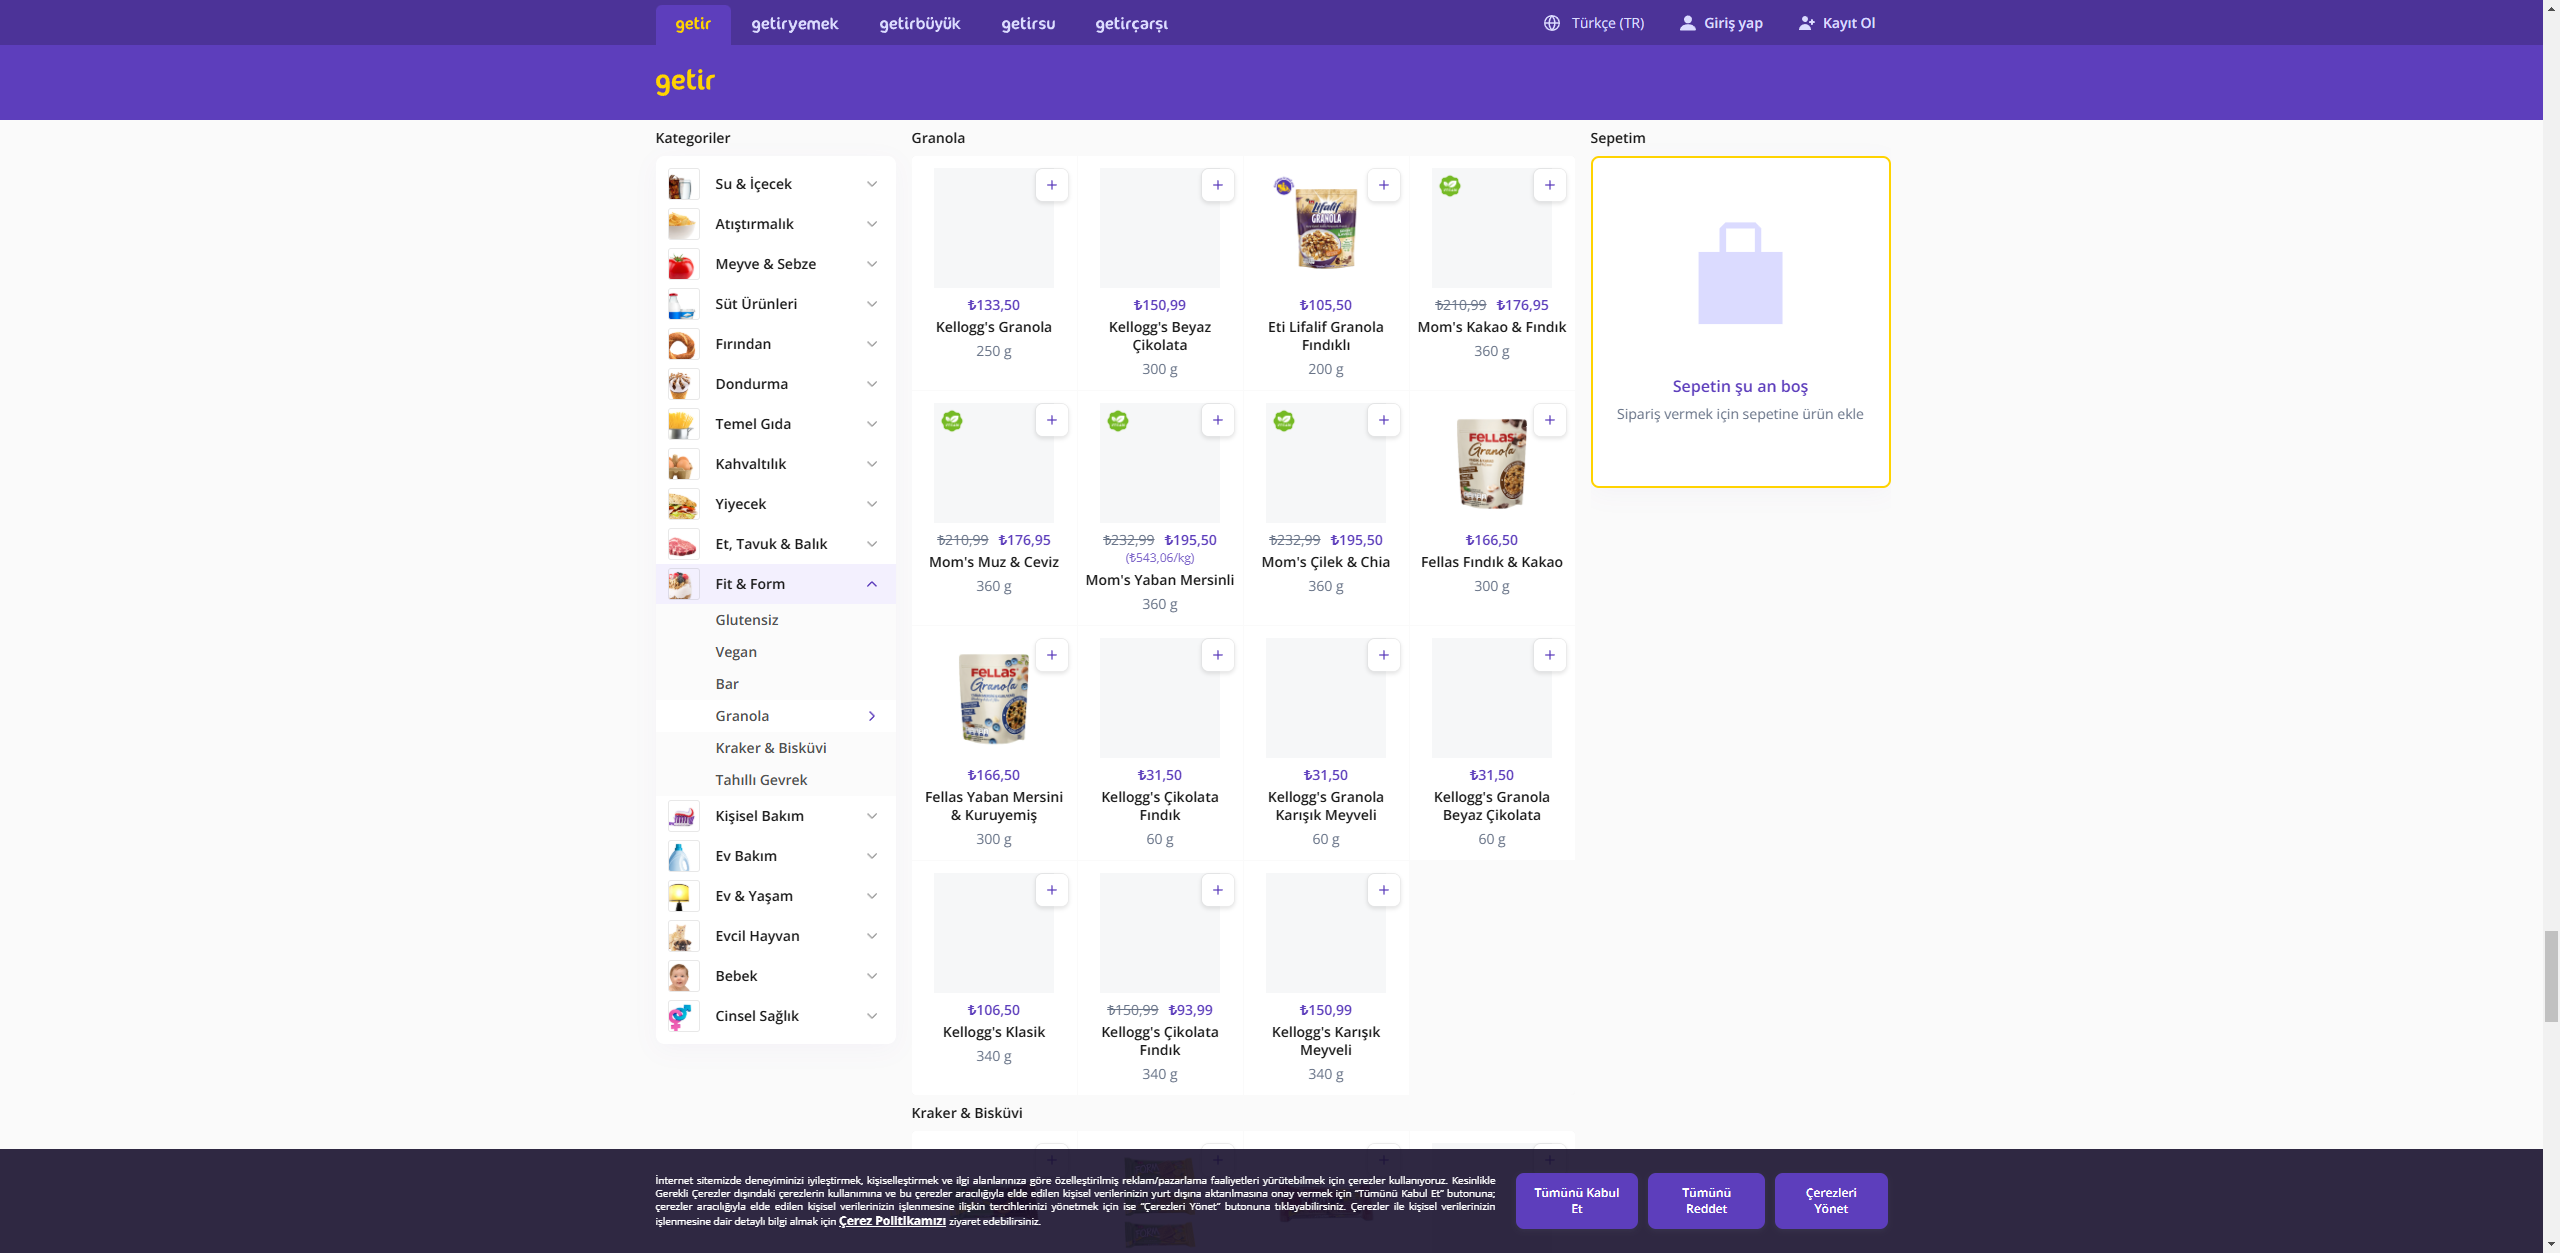 getir
getiryemek
getirbüyük
getirsu
getirçarşı
Türkçe (TR)
Giriş yap
Kayıt Ol
getir
Kategoriler
Su & İçecek
Atıştırmalık
Meyve & Sebze
Süt Ürünleri
Fırından
Dondurma
Temel Gıda
Kahvaltılık
Yiyecek
Et, Tavuk & Balık
Fit & Form
Glutensiz
Vegan
Bar
Granola
Kraker & Bisküvi
Tahıllı Gevrek
Kişisel Bakım
Ev Bakım
Ev & Yaşam
Evcil Hayvan
Bebek
Cinsel Sağlık
Granola
₺133,50
Kellogg's Granola
250 g
₺150,99
Kellogg's Beyaz
Çikolata
300 g
Lifalif
GRANOLA
₺105,50
Eti Lifalif Granola
Fındıklı
200 g
₺210,99 ₺176,95
Mom's Kakao & Fındık
360 g
₺210,99 ₺176,95
Mom's Muz & Ceviz
360 g
₺232,99 ₺195,50
(₺543,06/kg)
Mom's Yaban Mersinli
360 g
₺232,99 ₺195,50
Mom's Çilek & Chia
360 g
FELLAS
Granola
₺166,50
Fellas Fındık & Kakao
300 g
FELLAS
Granola
₺166,50
Fellas Yaban Mersini
& Kuruyemiş
300 g
₺31,50
Kellogg's Çikolata
Fındık
60 g
₺31,50
Kellogg's Granola
Karışık Meyveli
60 g
₺31,50
Kellogg's Granola
Beyaz Çikolata
60 g
₺106,50
Kellogg's Klasik
340 g
₺150,99 ₺93,99
Kellogg's Çikolata
Fındık
340 g
₺150,99
Kellogg's Karışık
Meyveli
340 g
Kraker & Bisküvi
Sepetim
Sepetin şu an boş
Sipariş vermek için sepetine ürün ekle
İnternet sitemizde deneyiminizi iyileştirmek, kişiselleştirmek ve ilgi alanlarınıza göre özelleştirilmiş reklam/pazarlama faaliyetleri yürütebilmek için çerezler kullanıyoruz. Kesinlikle
Gerekli Çerezler dışındaki çerezlerin kullanımına ve bu çerezler aracılığıyla elde edilen kişisel verilerinizin yurt dışına aktarılmasına onay vermek için "Tümünü Kabul Et" butonuna;
çerezler aracılığıyla elde edilen kişisel verilerinizin işlenmesine ilişkin tercihlerinizi yönetmek için ise "Çerezleri Yönet" butonuna tıklayabilirsiniz. Çerezler ile kişisel verilerinizin
işlenmesine dair detaylı bilgi almak için Çerez Politikamızı ziyaret edebilirsiniz.
Tümünü Kabul
Et
Tümünü
Reddet
Çerezleri
Yönet